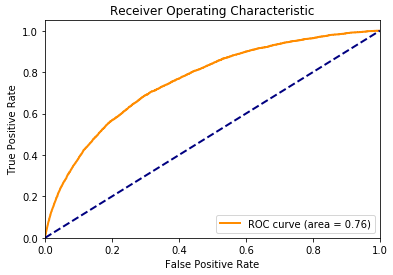 Receiver Operating Characteristic
1.0
0.8
0.6
0.4
0.2
0.0
True Positive Rate
ROC curve (area = 0.76)
0.0 0.2 0.4 0.6 0.8 1.0
False Positive Rate